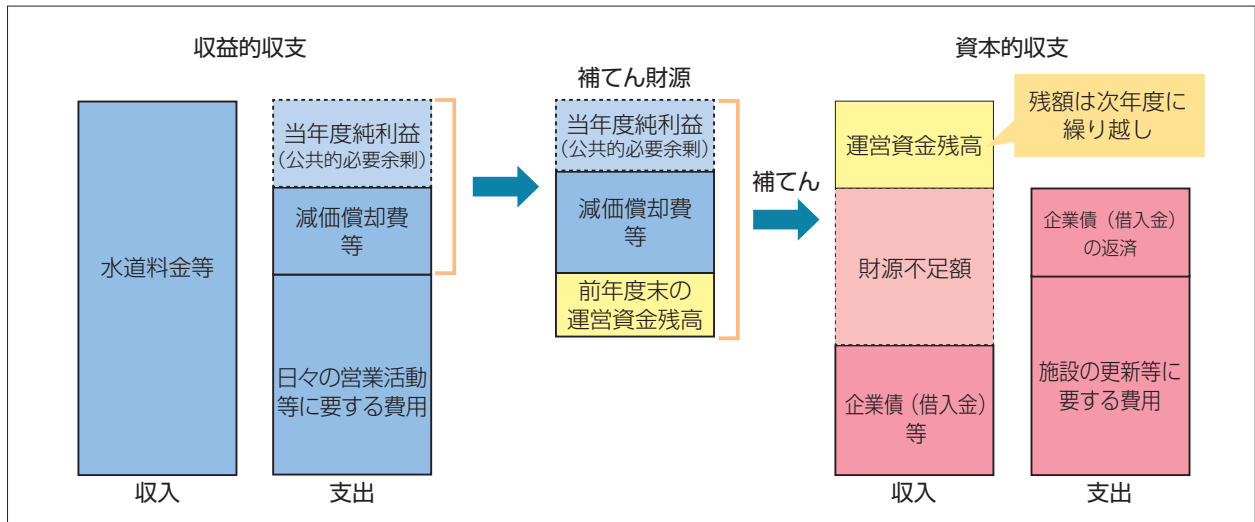 収益的収支
水道料金等
収入
当年度純利益
(公共的必要余剰)
減価償却費
等
日々の営業活動
等に要する費用
支出
補てん財源
当年度純利益
(公共的必要余剰)
減価償却費
等
前年度末の
運営資金残高
補てん
資本的収支
残額は次年度に
繰り越し
運営資金残高
財源不足額
企業債(借入金)
等
収入
企業債(借入金)
の返済
施設の更新等に
要する費用
支出